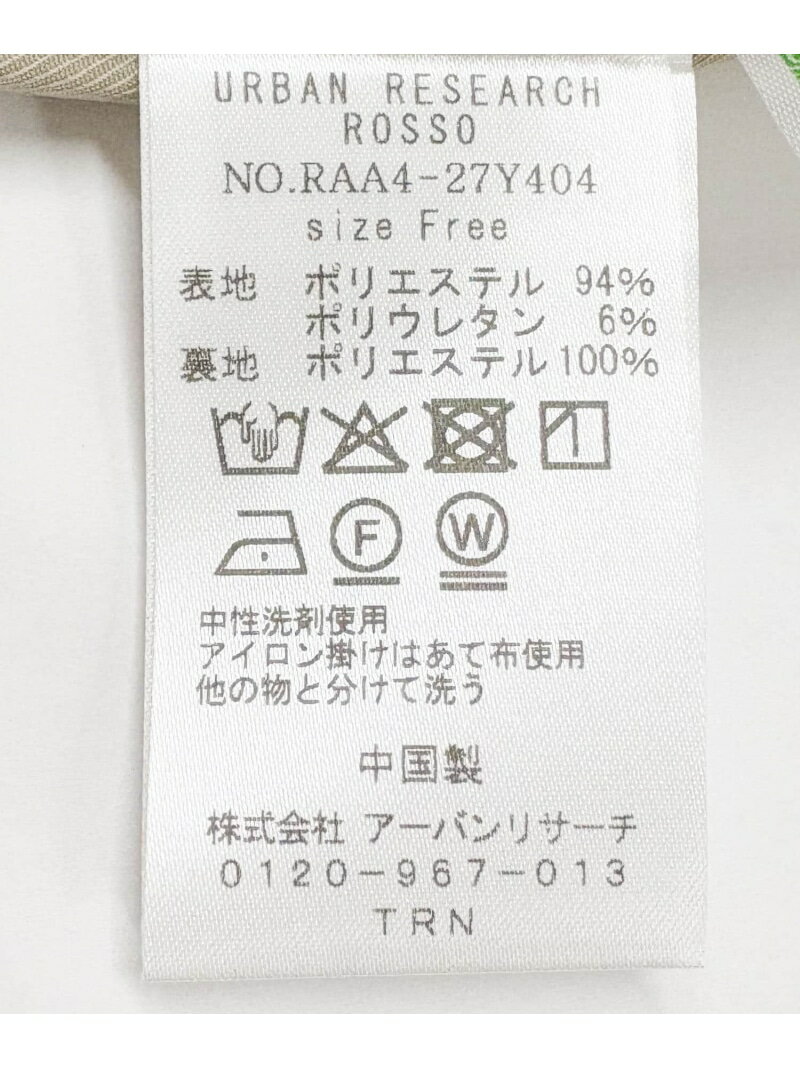 URBAN RESEARCH
ROSSO
NO.RAA4-27Y404
size Free
表地 ポリエステル 94%
ポリウレタン 6%
裏地 ポリエステル 100%
F W
中性洗剤使用
アイロン掛けはあて布使用
他の物と分けて洗う
中国製
株式会社 アーバンリサーチ
0120-967-013
TRN